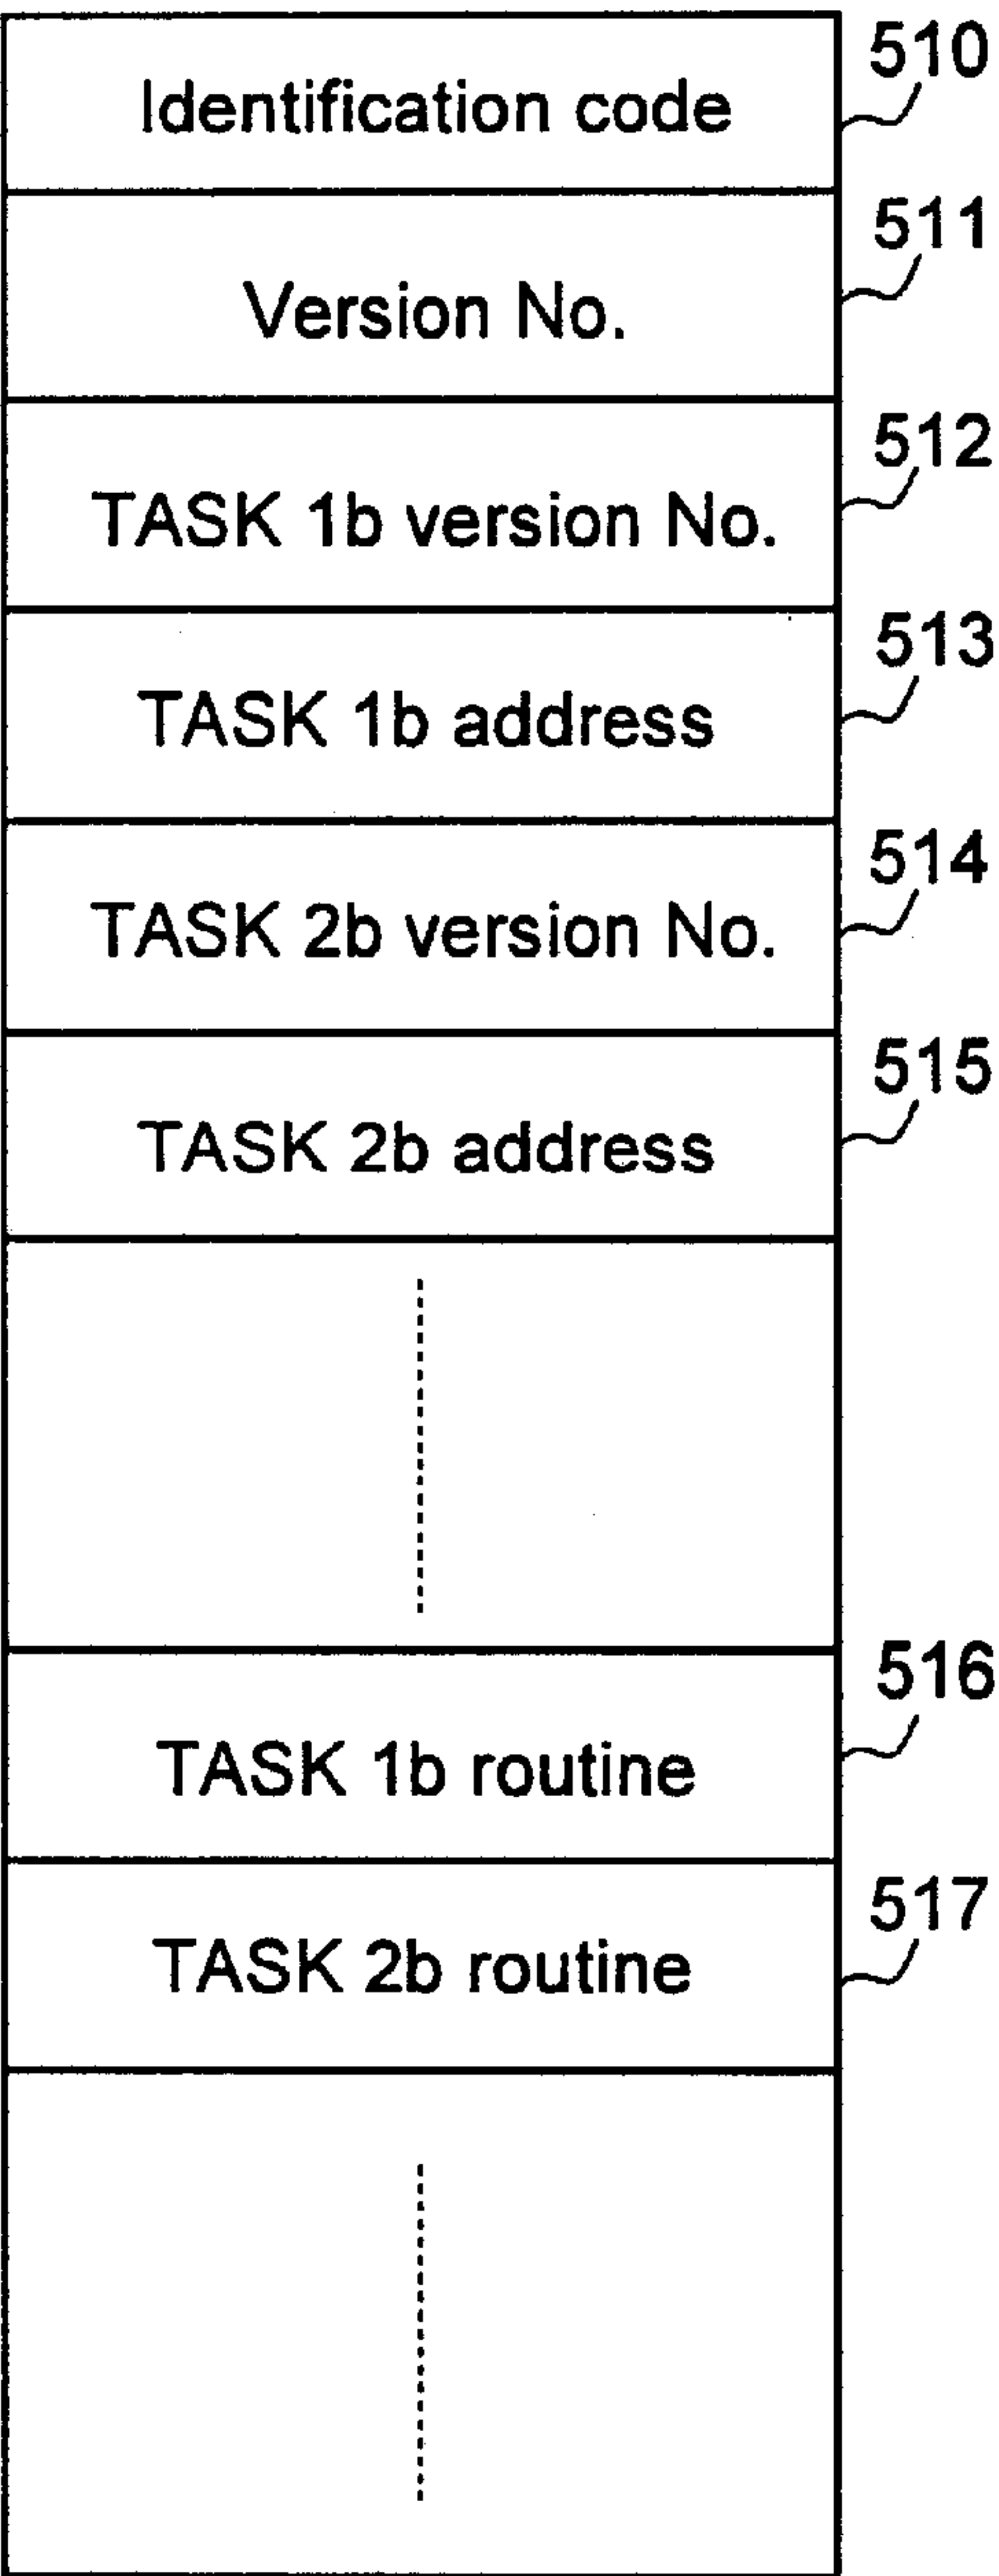 Identification code
510
Version No.
511
TASK 1b version No.
512
TASK 1b address
513
TASK 2b version No.
514
TASK 2b address
515
TASK 1b routine
516
TASK 2b routine
517